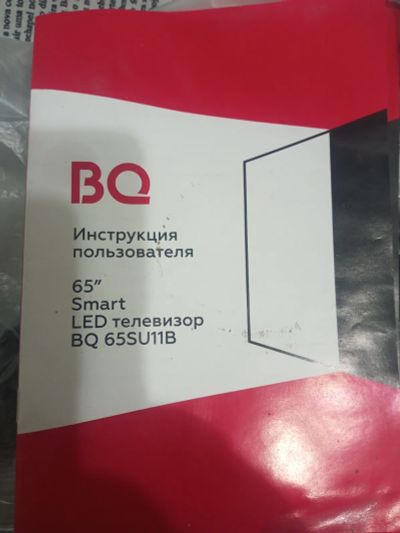 BQ
Инструкция
пользователя
65"
Smart
LED телевизор
BQ 65SU11B